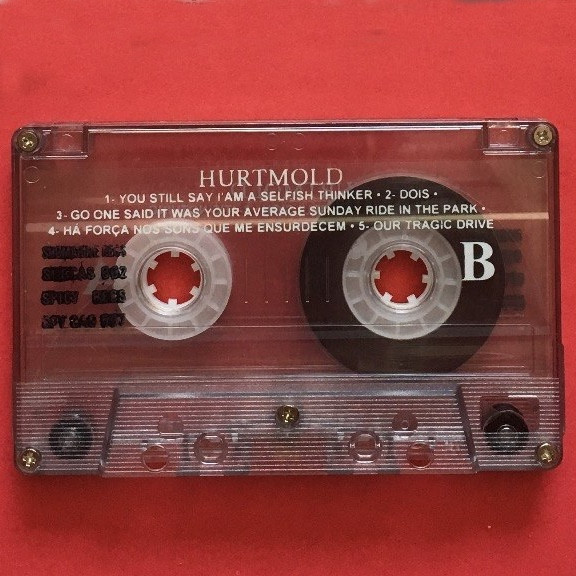 HURTMOLD
1- YOU STILL SAY I'AM A SELFISH THINKER • 2- DOIS •
3- GO ONE SAID IT WAS YOUR AVERAGE SUNDAY RIDE IN THE PARK •
4- HÁ FORÇA NOS SONS QUE ME ENSURDECEM • 5- OUR TRAGIC DRIVE
B